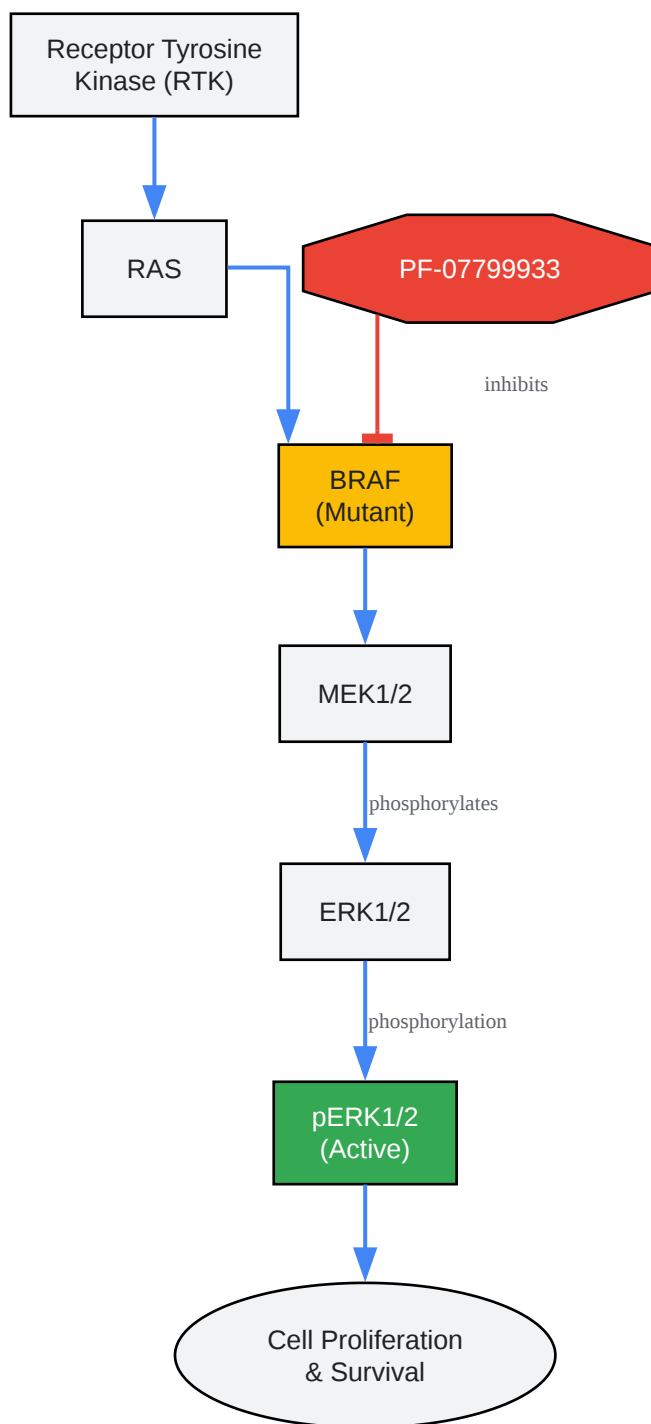 Receptor Tyrosine
Kinase (RTK)
RAS
PF-07799933
inhibits
BRAF
(Mutant)
MEK1/2
phosphorylates
ERK1/2
phosphorylation
pERK1/2
(Active)
Cell Proliferation
& Survival